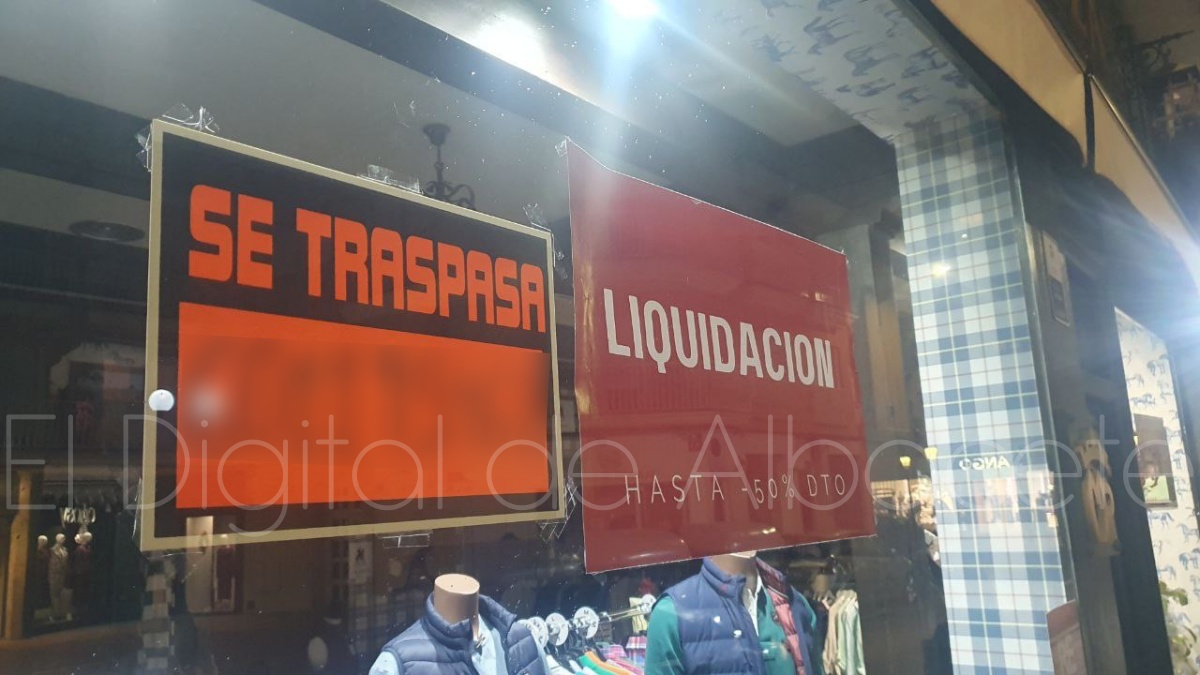 SE TRASPASA
LIQUIDACION
HASTA -50% DTO
El Digital de Albacete